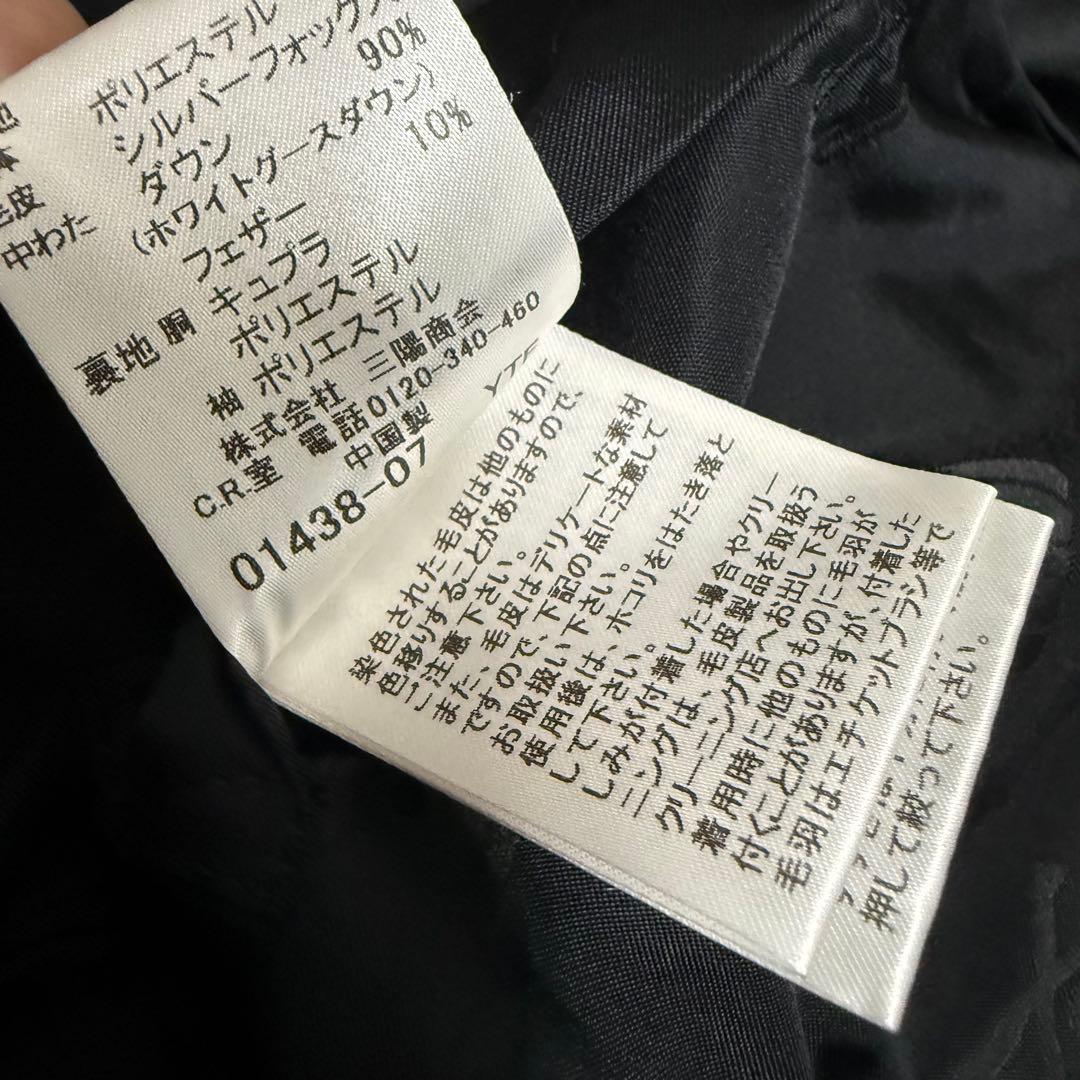 ポリエステル
シルバーフォックス
毛皮 ダウン 90%
中わた (ホワイトグースダウン)
フェザー 10%
裏地 胴 キュプラ
ポリエステル
袖 ポリエステル
株式会社 三陽商会
C.R.室 電話0120-340-460
中国製
01438-07
染色された毛皮は他のものに
色移りすることがありますので、
ご注意下さい。
また、毛皮はデリケートな素材
ですので、下記の点に注意して
お取扱い下さい。
使用後は、ホコリをはたき落と
して下さい。
しみが付着した場合やクリー
ニングは、毛皮製品を取扱う
クリーニング店へお出し下さい。
着用時に他のものに毛羽が
付くことがありますが、付着した
毛羽はエチケットブラシ等で
押して絞って下さい。